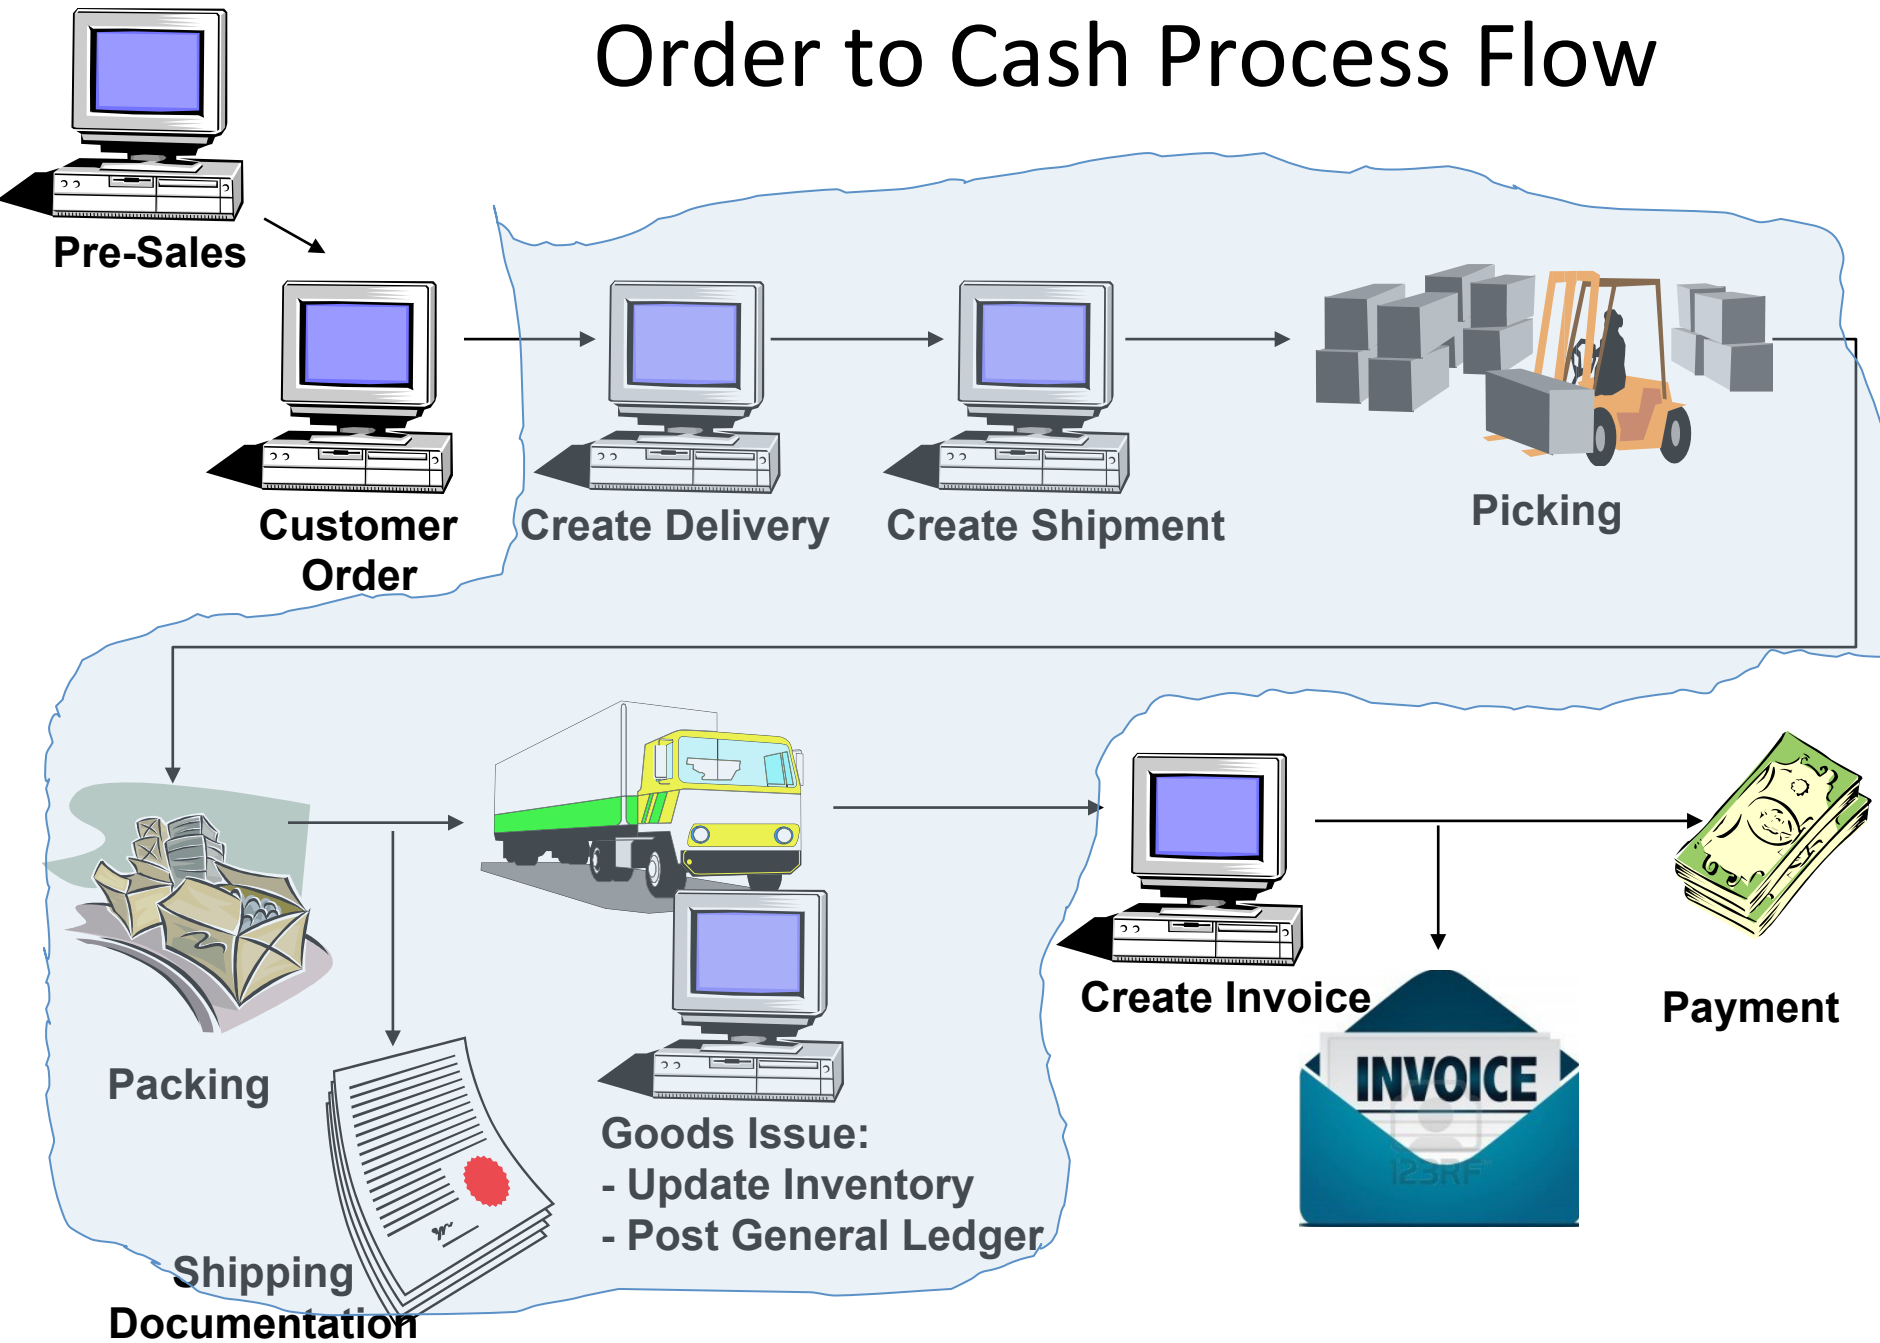 Order to Cash Process Flow
Pre-Sales
Customer
Order
Create Delivery
Create Shipment
Picking
Packing
Shipping
Documentation
Goods Issue:
- Update Inventory
- Post General Ledger
Create Invoice
INVOICE
123RF
Payment